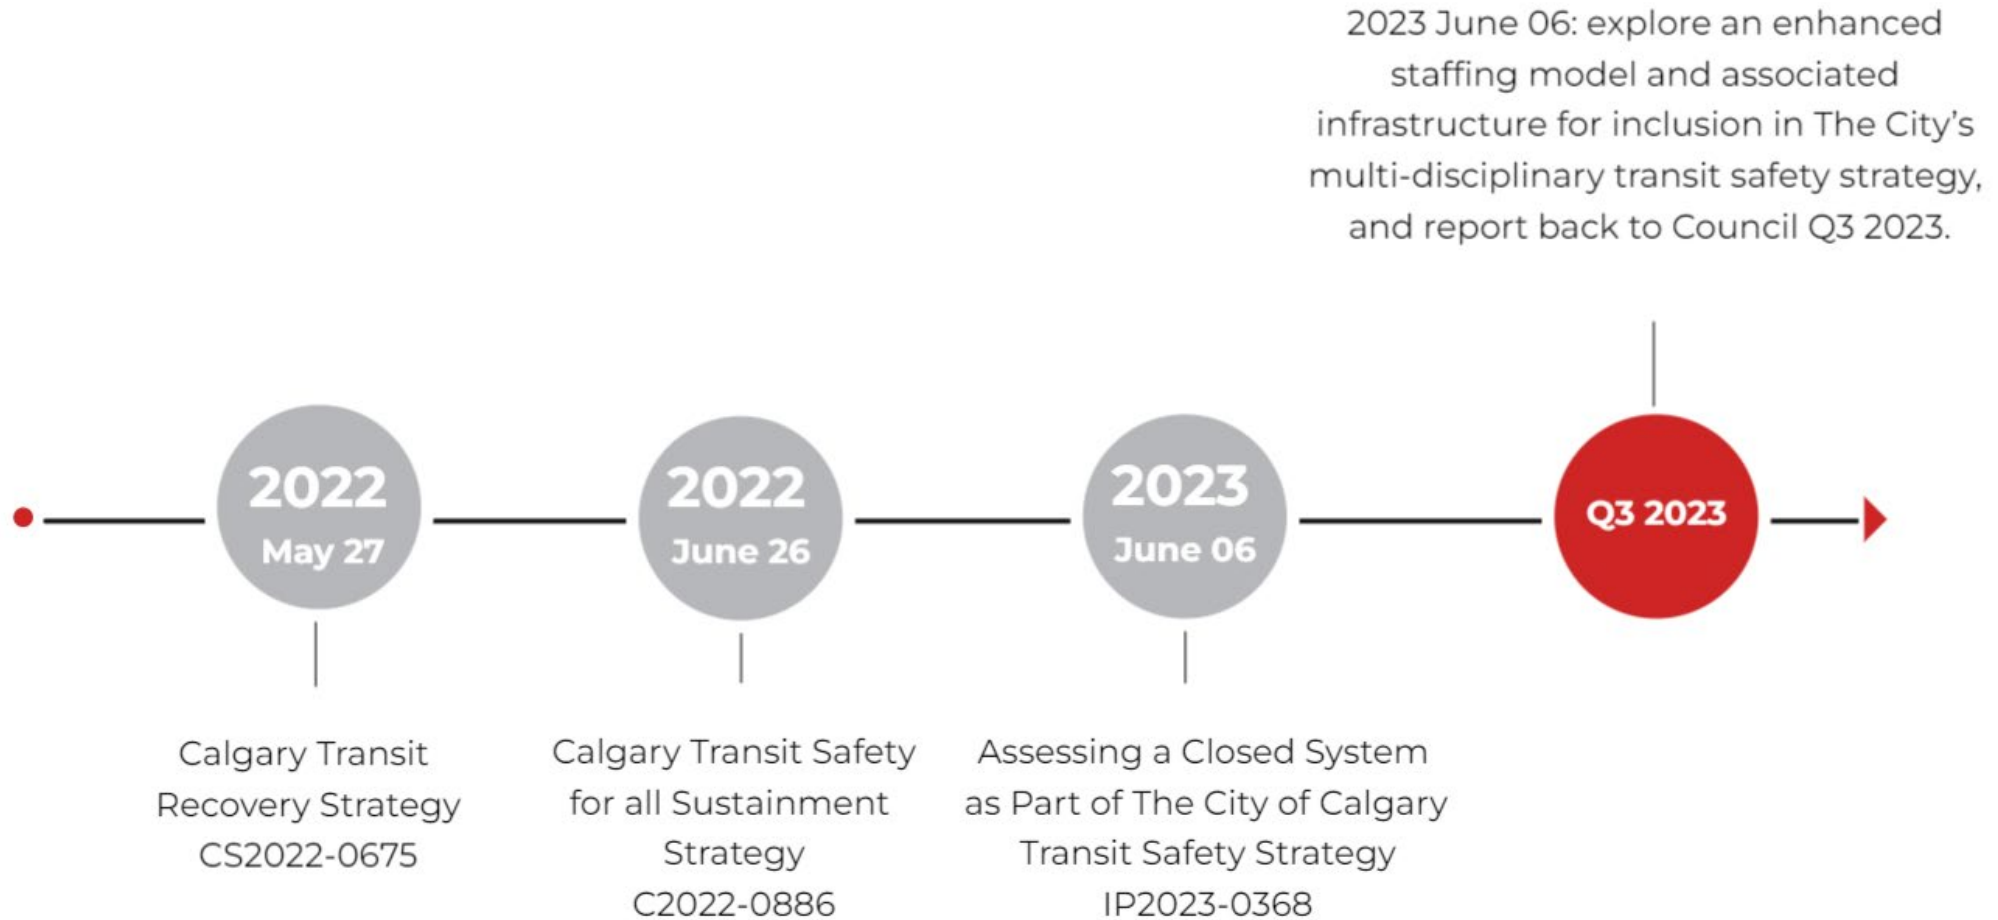 2023 June 06: explore an enhanced
staffing model and associated
infrastructure for inclusion in The City’s
multi-disciplinary transit safety strategy,
and report back to Council Q3 2023.
2022
May 27
2022
June 26
2023
June 06
Q3 2023
Calgary Transit
Recovery Strategy
CS2022-0675
Calgary Transit Safety
for all Sustainment
Strategy
C2022-0886
Assessing a Closed System
as Part of The City of Calgary
Transit Safety Strategy
IP2023-0368